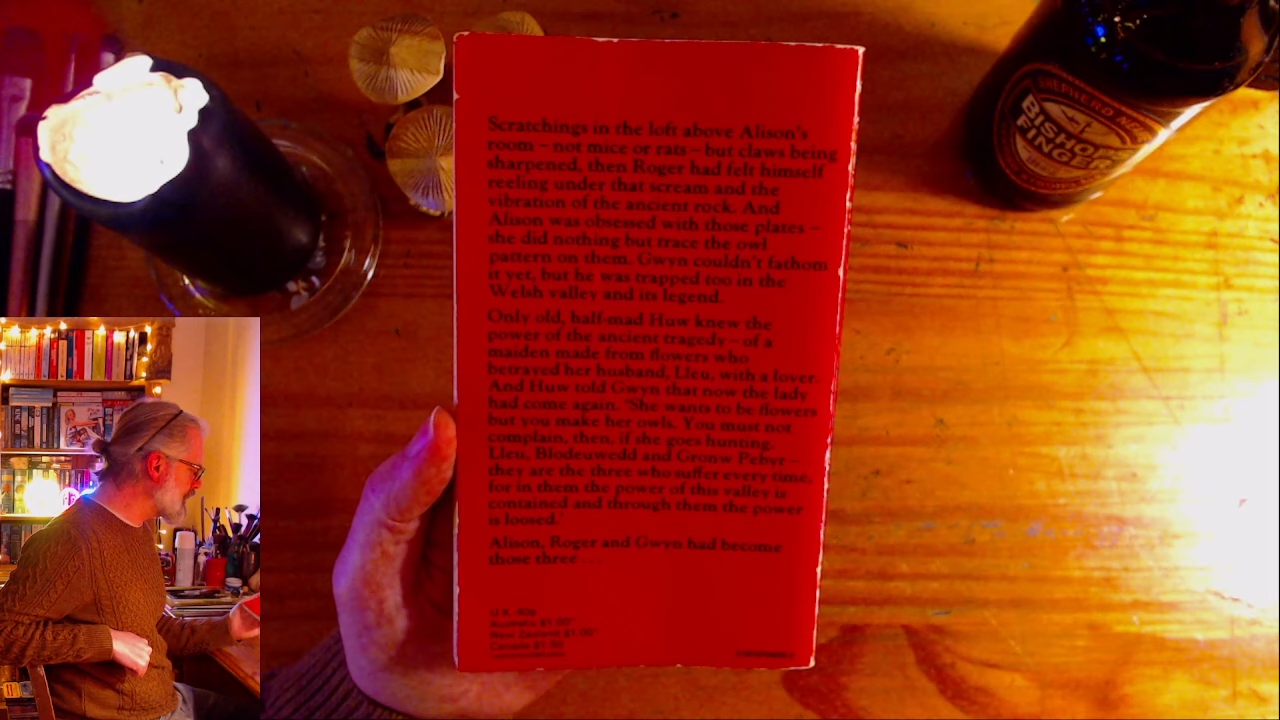 Scratchings in the loft above Alison's
room – not mice or rats – but claws being
sharpened, then Roger had felt himself
reeling under that scream and the
vibration of the ancient rock. And
Alison was obsessed with those plates –
she did nothing but trace the owl
pattern on them. Gwyn couldn't fathom
it yet, but he was trapped too in the
Welsh valley and its legend.
Only old, half-mad Huw knew the
power of the ancient tragedy – of a
maiden made from flowers who
betrayed her husband, Lleu, with a lover.
And Huw told Gwyn that now the lady
had come again. 'She wants to be flowers
but you make her owls. You must not
complain, then, if she goes hunting.
Lleu, Blodeuwedd and Gronw Pebyr –
they are the three who suffer every time,
for in them the power of this valley is
contained and through them the power
is loosed.'
Alison, Roger and Gwyn had become
those three . . .
Australia $1.00*
New Zealand $1.00*
SHEPHERD
BISHOPS
FINGER